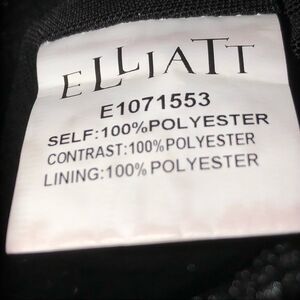 ELLIATT
E1071553
SELF:100%POLYESTER
CONTRAST:100%POLYESTER
LINING:100%POLYESTER